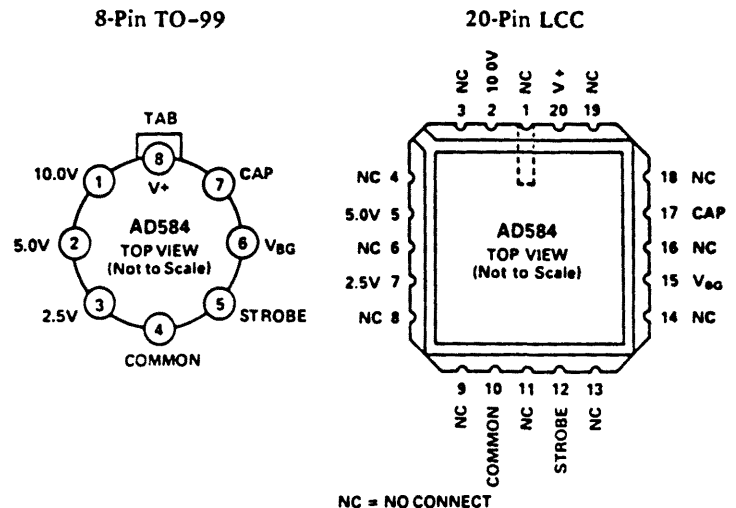 8-Pin TO-99
TAB
8
V+
10.0V 1
7 CAP
5.0V 2
AD584
TOP VIEW
(Not to Scale)
6 VBG
2.5V 3
5 STROBE
4
COMMON
20-Pin LCC
NC 10 0V NC V+ NC
3 2 1 20 19
NC 4
5.0V 5
NC 6
2.5V 7
NC 8
AD584
TOP VIEW
(Not to Scale)
18 NC
17 CAP
16 NC
15 VBG
14 NC
9 10 11 12 13
NC COMMON NC STROBE NC
NC = NO CONNECT